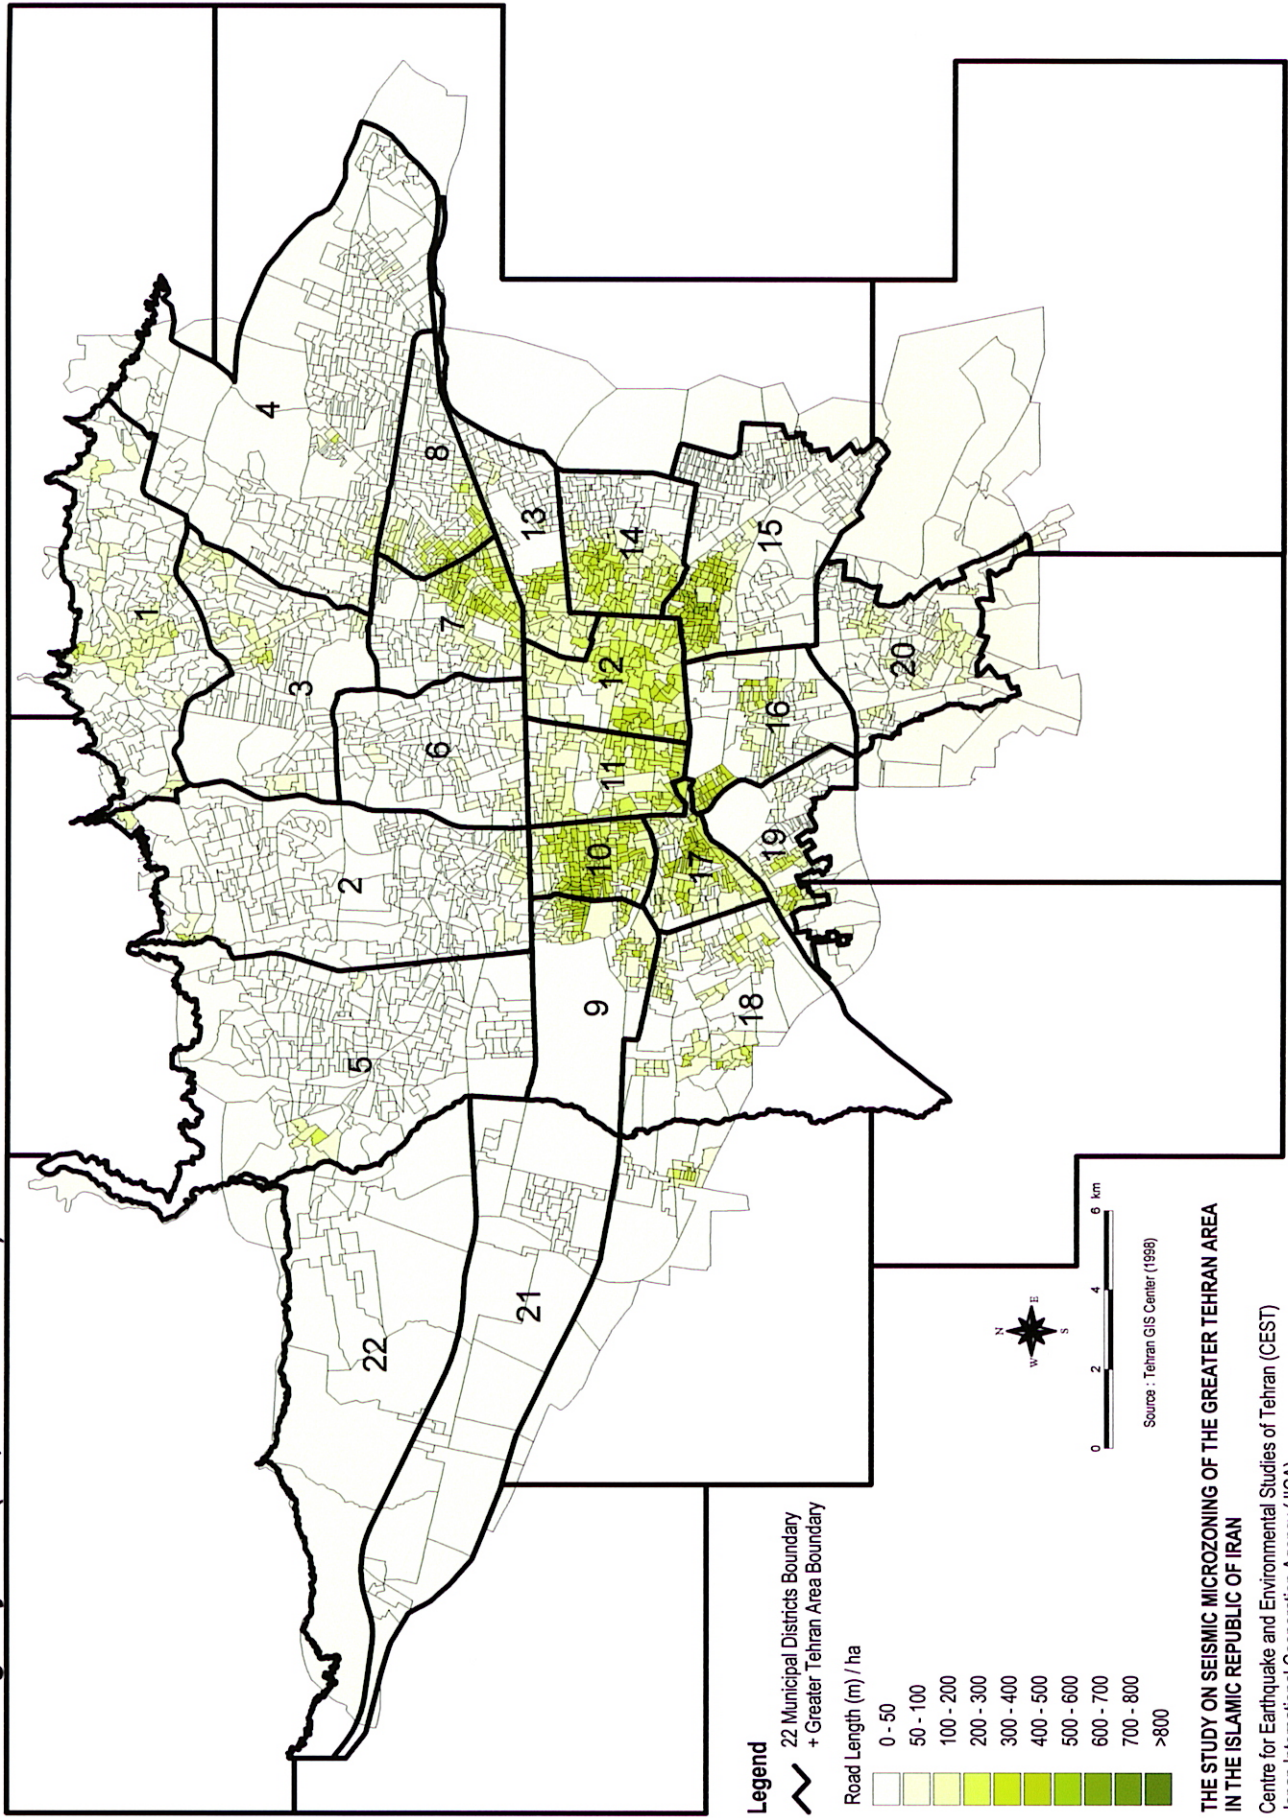 1
2
3
4
5
6
7
8
9
10
11
12
13
14
15
16
17
18
19
20
21
22
Legend
22 Municipal Districts Boundary
+ Greater Tehran Area Boundary
Road Length (m) / ha
0 - 50
50 - 100
100 - 200
200 - 300
300 - 400
400 - 500
500 - 600
600 - 700
700 - 800
>800
N
W
E
S
0 2 4 6 km
Source : Tehran GIS Center (1998)
THE STUDY ON SEISMIC MICROZONING OF THE GREATER TEHRAN AREA
IN THE ISLAMIC REPUBLIC OF IRAN
Centre for Earthquake and Environmental Studies of Tehran (CEST)